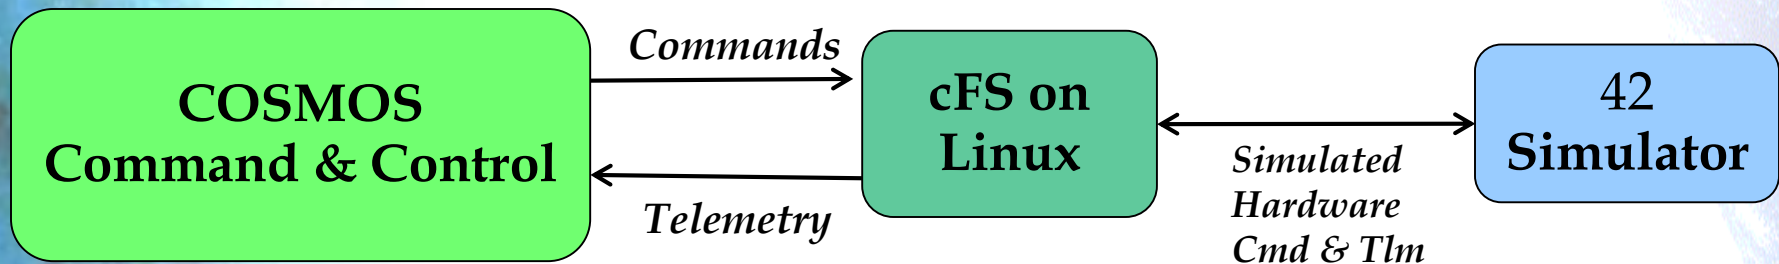 COSMOS
Command & Control
Commands
Telemetry
cFS on
Linux
Simulated
Hardware
Cmd & Tlm
42
Simulator